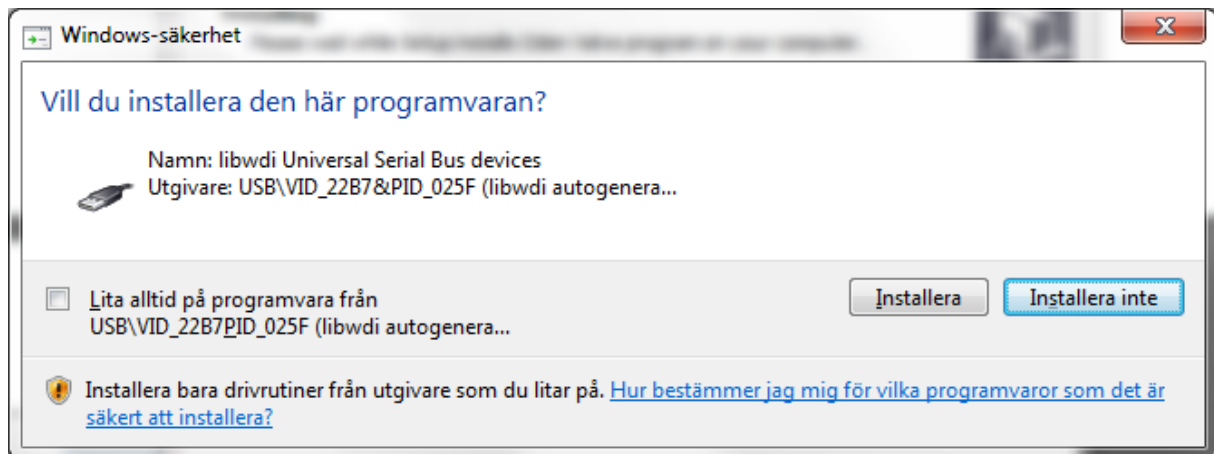 Windows-säkerhet
Vill du installera den här programvaran?
Namn: libwdi Universal Serial Bus devices
Utgivare: USB\VID_22B7&PID_025F (libwdi autogenera...
Lita alltid på programvara från
USB\VID_22B7PID_025F (libwdi autogenera...
Installera
Installera inte
Installera bara drivrutiner från utgivare som du litar på. Hur bestämmer jag mig för vilka programvaror som det är
säkert att installera?